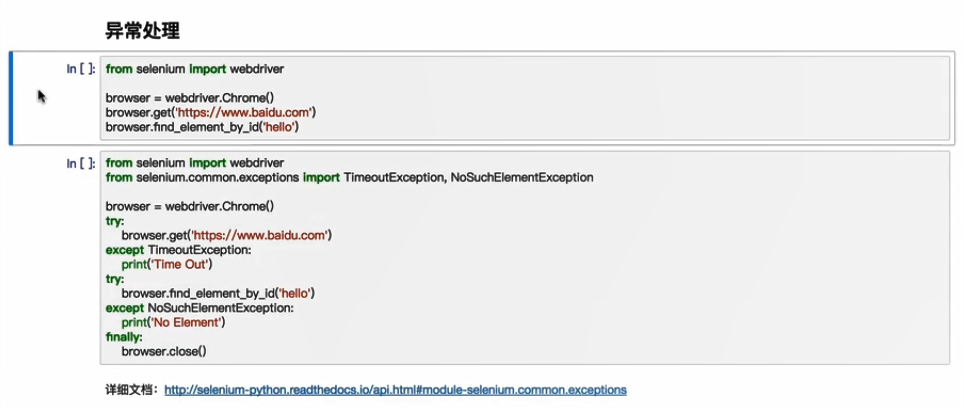 异常处理
In [ ]: from selenium import webdriver
browser = webdriver.Chrome()
browser.get('https://www.baidu.com')
browser.find_element_by_id('hello')
In [ ]: from selenium import webdriver
from selenium.common.exceptions import TimeoutException, NoSuchElementException
browser = webdriver.Chrome()
try:
browser.get('https://www.baidu.com')
except TimeoutException:
print('Time Out')
try:
browser.find_element_by_id('hello')
except NoSuchElementException:
print('No Element')
finally:
browser.close()
详细文档：http://selenium-python.readthedocs.io/api.html#module-selenium.common.exceptions